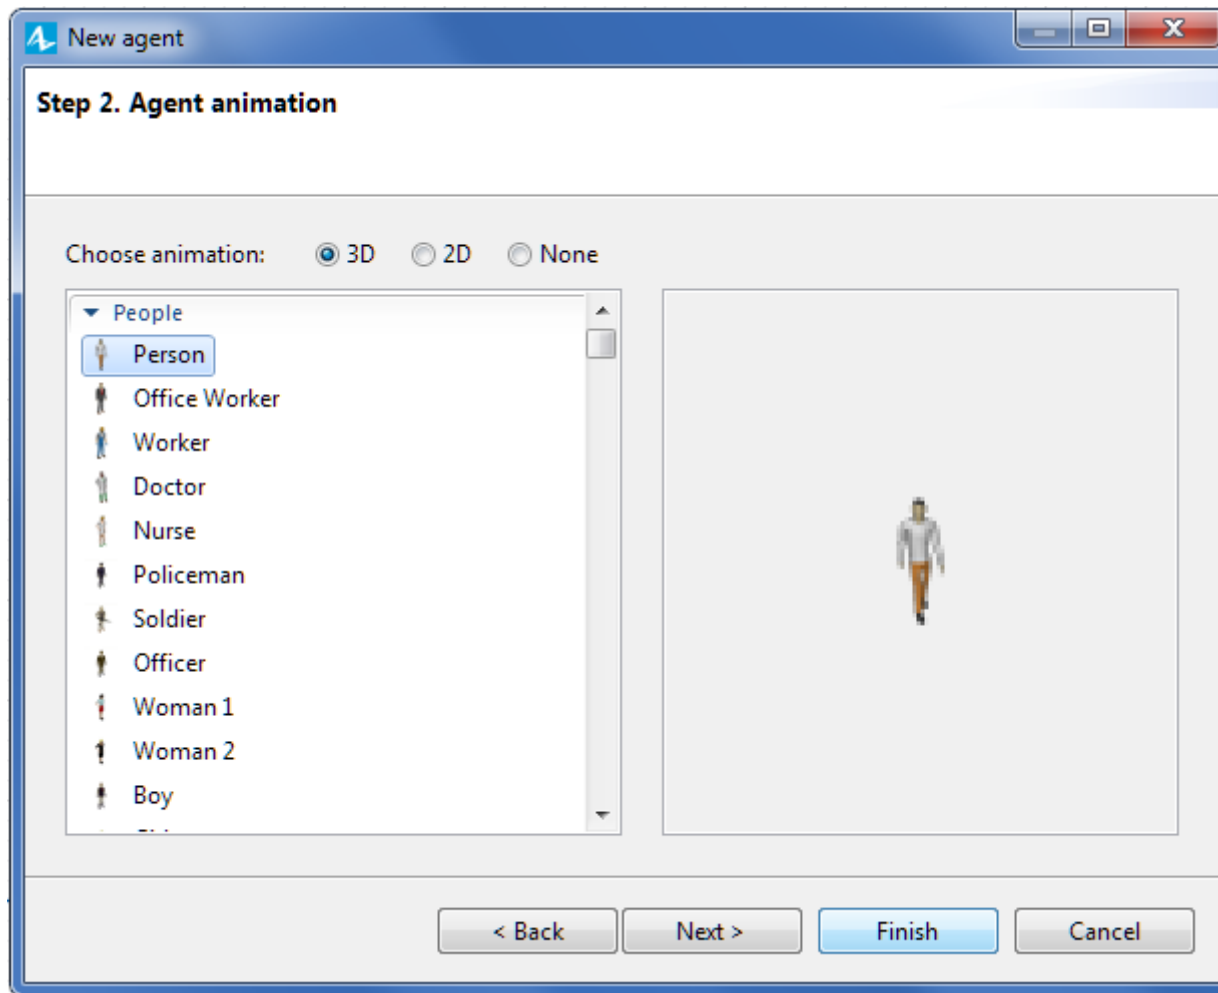 New agent
Step 2. Agent animation
Choose animation: 3D 2D None
People
Person
Office Worker
Worker
Doctor
Nurse
Policeman
Soldier
Officer
Woman 1
Woman 2
Boy
< Back Next > Finish Cancel